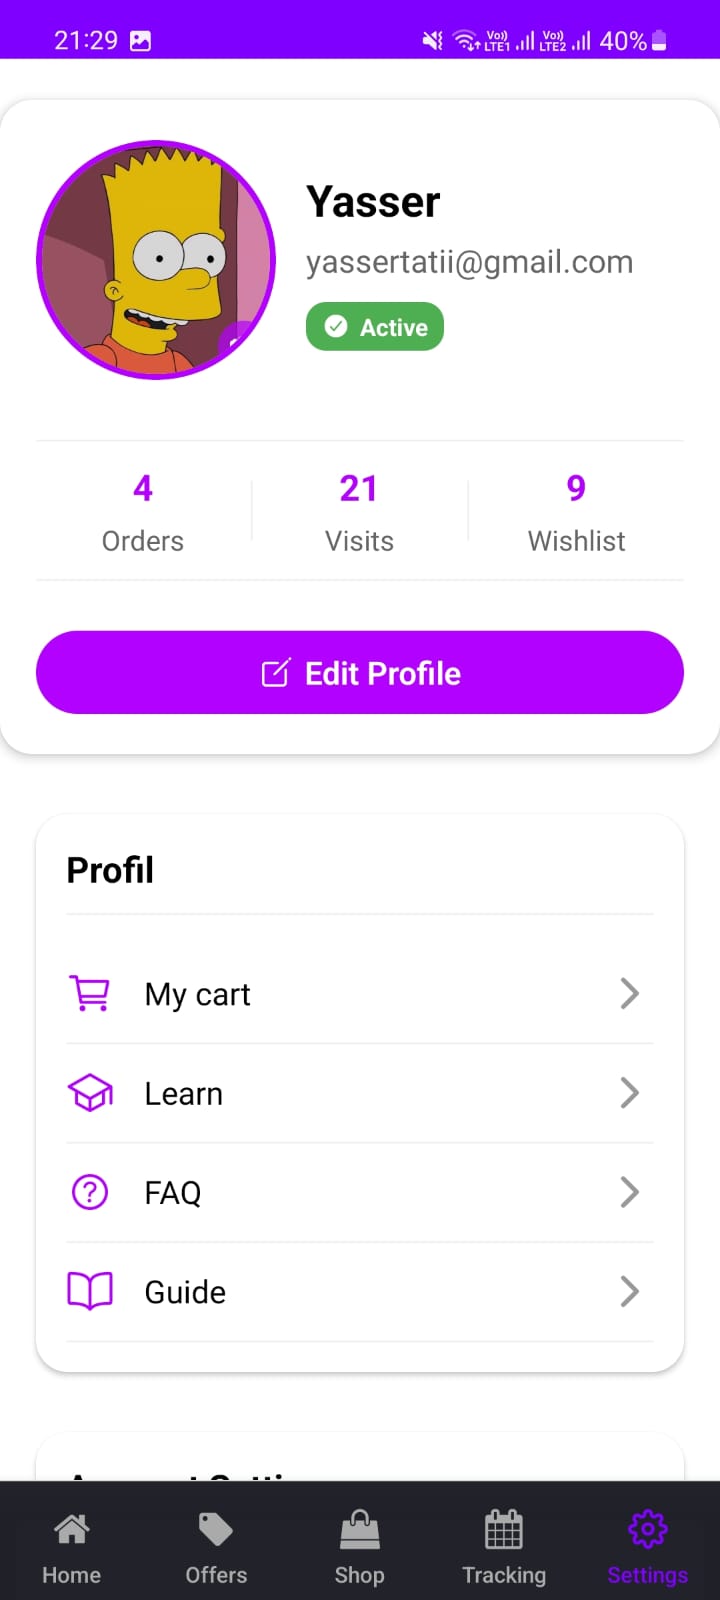 21:29
Vo)) LTE1 Vo)) LTE2 40%
Yasser
yassertatii@gmail.com
Active
4 21 9
Orders Visits Wishlist
Edit Profile
Profil
My cart
Learn
FAQ
Guide
Home Offers Shop Tracking Settings